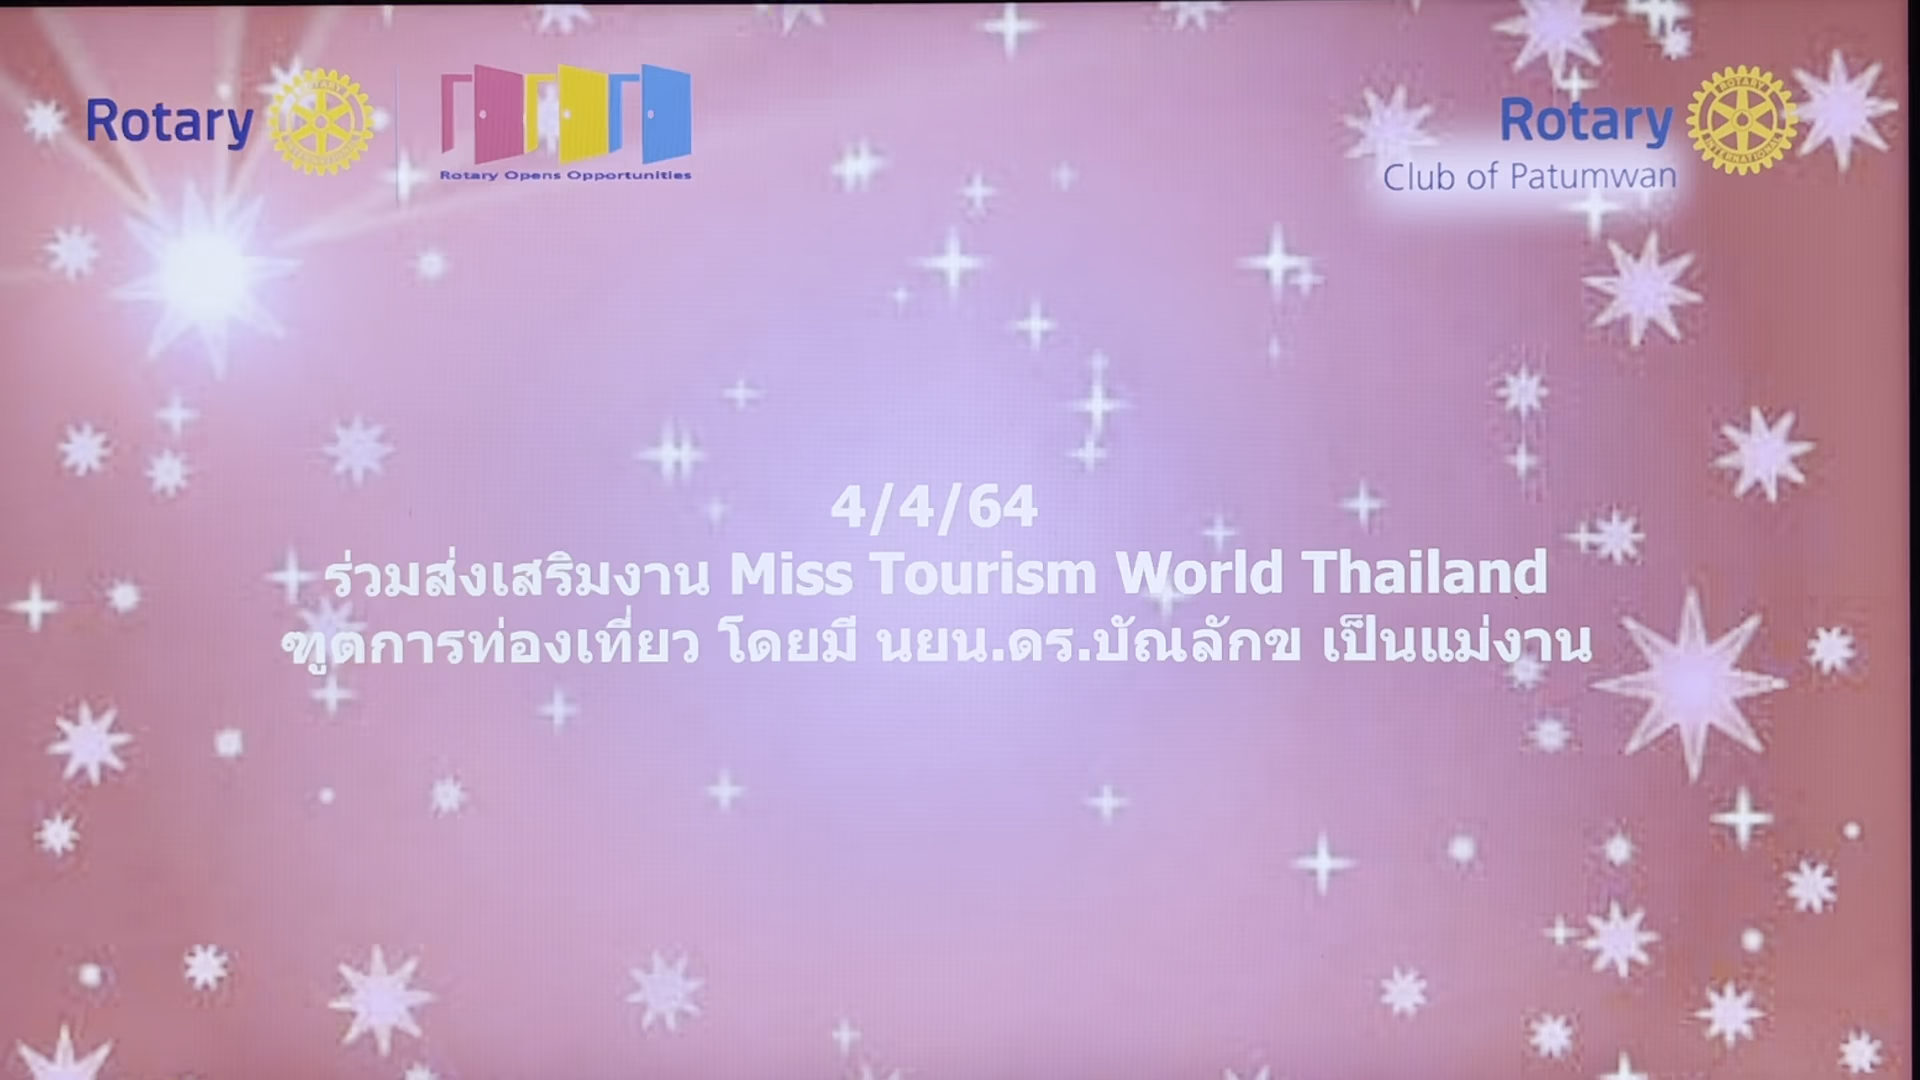 Rotary
Rotary Opens Opportunities
Rotary
Club of Patumwan
4/4/64
ร่วมส่งเสริมงาน Miss Tourism World Thailand
ฑูตการท่องเที่ยว โดยมี นยน.ดร.บัณลักข เป็นแม่งาน